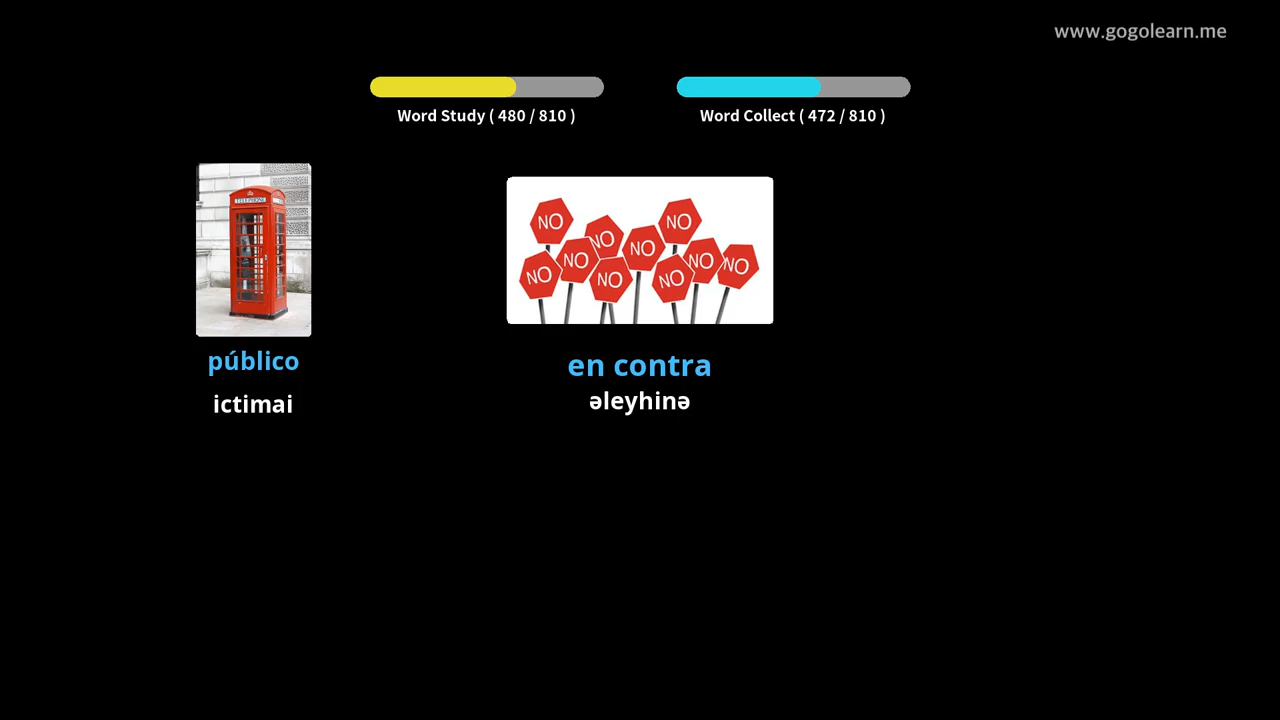 www.gogolearn.me
Word Study ( 480 / 810 )
Word Collect ( 472 / 810 )
TELEPHONE
público
ictimai
NO
NO
NO
NO
NO
NO
NO
NO
NO
NO
en contra
əleyhinə